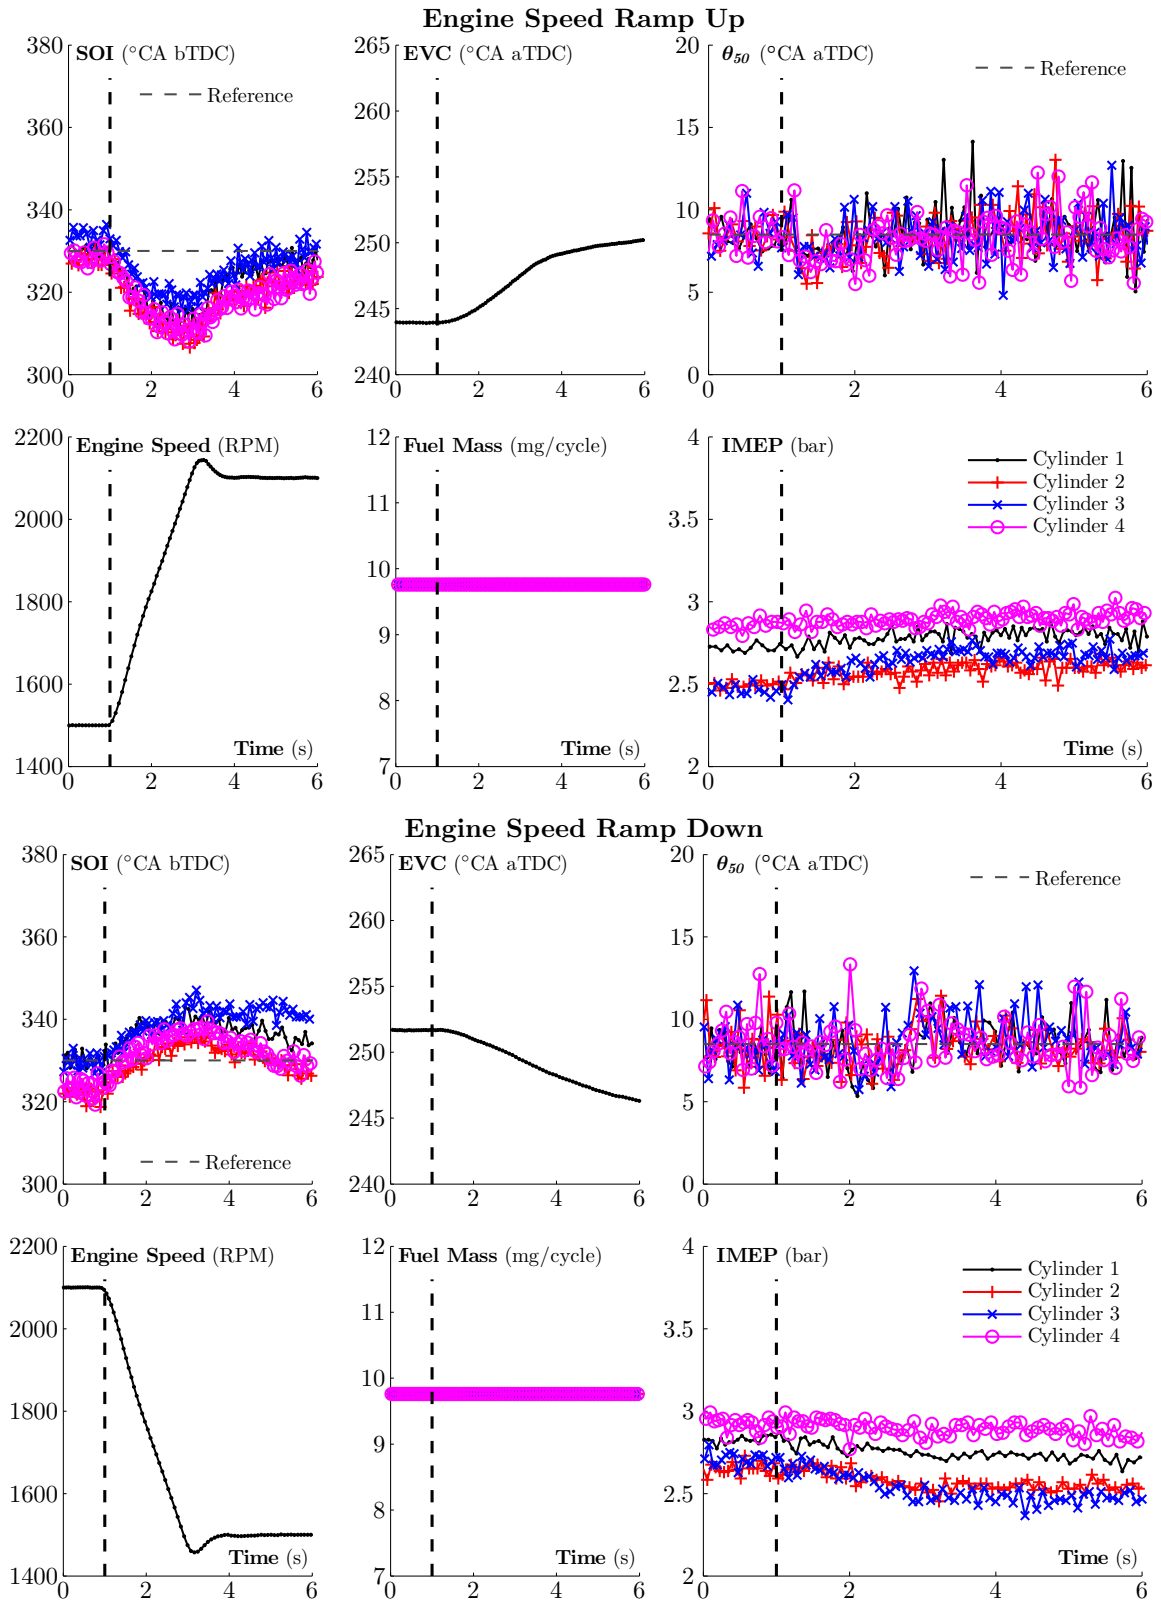 Engine Speed Ramp Up
SOI (°CA bTDC)
Reference
380
360
340
320
300
0 2 4 6
EVC (°CA aTDC)
265
260
255
250
245
240
0 2 4 6
θ50 (°CA aTDC)
Reference
20
15
10
5
0
0 2 4 6
Engine Speed (RPM)
2200
2000
1800
1600
1400
Time (s)
0 2 4 6
Fuel Mass (mg/cycle)
12
11
10
9
8
7
Time (s)
0 2 4 6
IMEP (bar)
Cylinder 1
Cylinder 2
Cylinder 3
Cylinder 4
4
3.5
3
2.5
2
Time (s)
0 2 4 6
Engine Speed Ramp Down
SOI (°CA bTDC)
380
360
340
320
300
Reference
0 2 4 6
EVC (°CA aTDC)
265
260
255
250
245
240
0 2 4 6
θ50 (°CA aTDC)
Reference
20
15
10
5
0
0 2 4 6
Engine Speed (RPM)
2200
2000
1800
1600
1400
Time (s)
0 2 4 6
Fuel Mass (mg/cycle)
12
11
10
9
8
7
Time (s)
0 2 4 6
IMEP (bar)
Cylinder 1
Cylinder 2
Cylinder 3
Cylinder 4
4
3.5
3
2.5
2
Time (s)
0 2 4 6